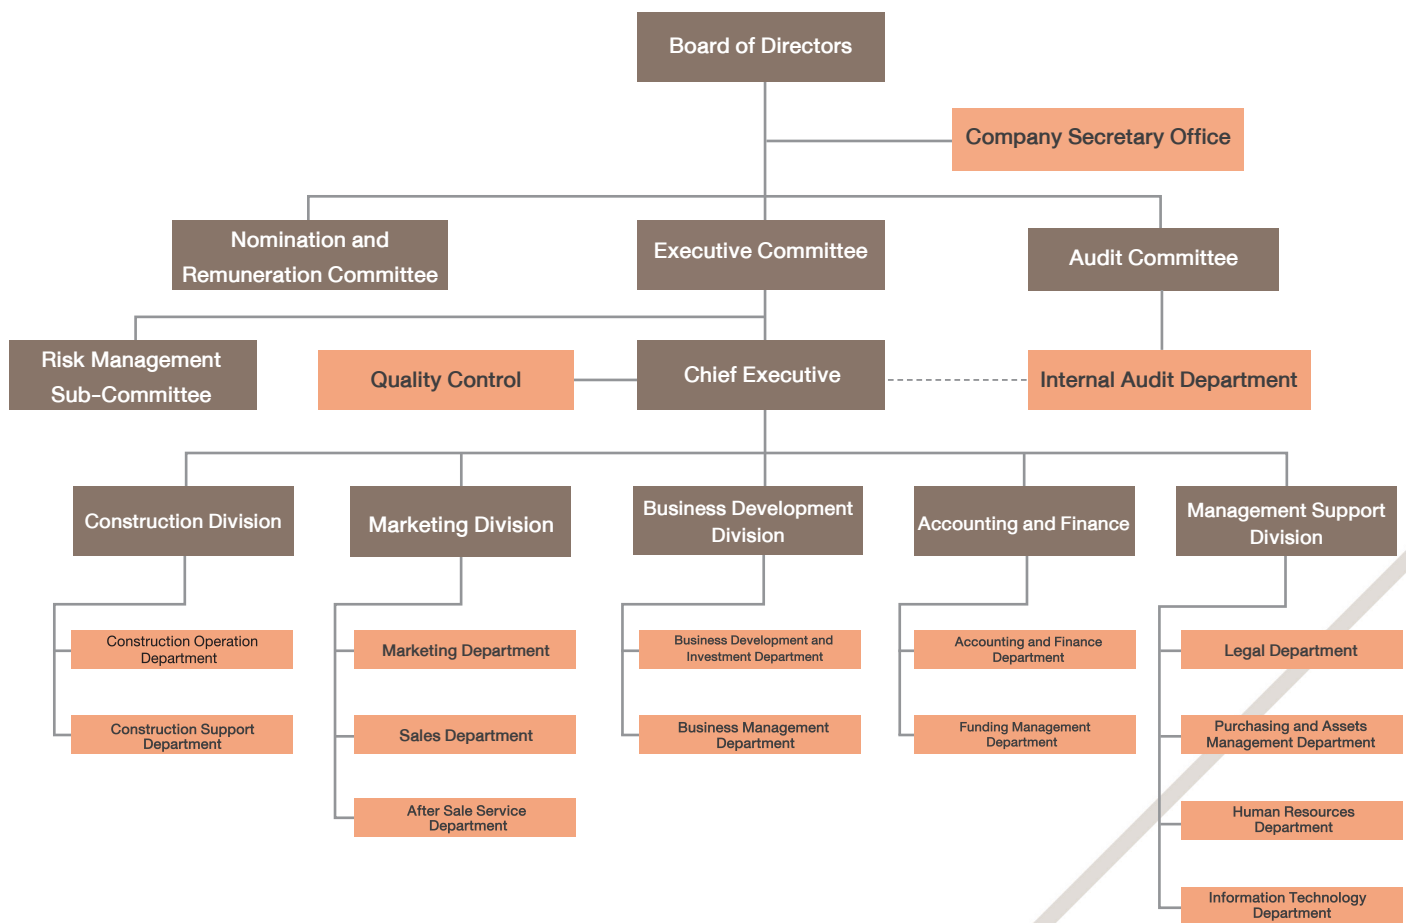 Board of Directors
Company Secretary Office
Nomination and
Remuneration Committee
Executive Committee
Audit Committee
Risk Management
Sub-Committee
Quality Control
Chief Executive
Internal Audit Department
Construction Division
Marketing Division
Business Development
Division
Accounting and Finance
Management Support
Division
Construction Operation
Department
Construction Support
Department
Marketing Department
Sales Department
After Sale Service
Department
Business Development and
Investment Department
Business Management
Department
Accounting and Finance
Department
Funding Management
Department
Legal Department
Purchasing and Assets
Management Department
Human Resources
Department
Information Technology
Department